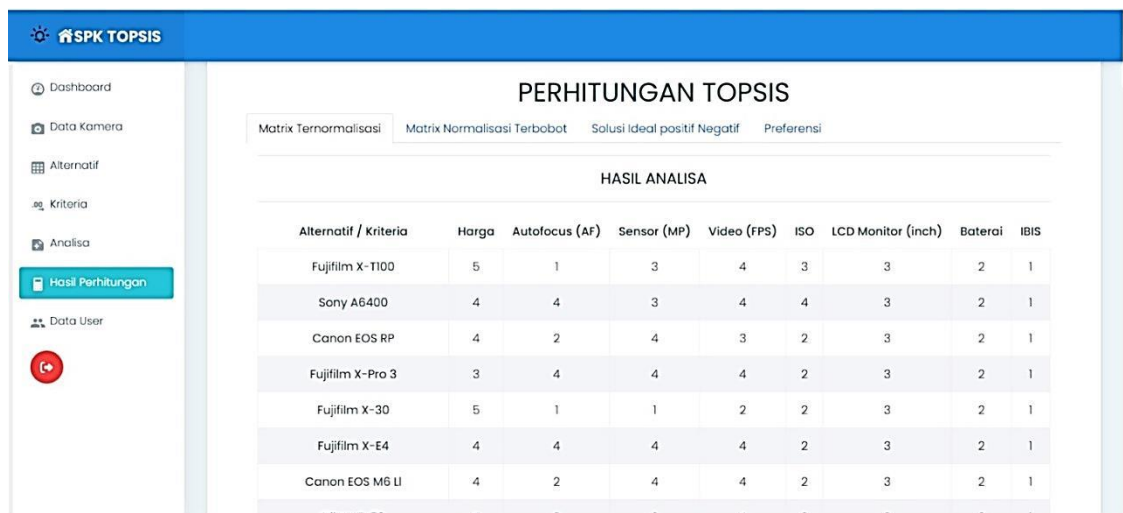 SPK TOPSIS
Dashboard
Data Kamera
Alternatif
Kriteria
Analisa
Hasil Perhitungan
Data User
PERHITUNGAN TOPSIS
Matrix Ternormalisasi Matrix Normalisasi Terbobot Solusi Ideal positif Negatif Preferensi
HASIL ANALISA
Alternatif / Kriteria Harga Autofocus (AF) Sensor (MP) Video (FPS) ISO LCD Monitor (inch) Baterai IBIS
Fujifilm X-T100 5 1 3 4 3 3 2 1
Sony A6400 4 4 3 4 4 3 2 1
Canon EOS RP 4 2 4 3 2 3 2 1
Fujifilm X-Pro 3 3 4 4 4 2 3 2 1
Fujifilm X-30 5 1 1 2 2 3 2 1
Fujifilm X-E4 4 4 4 4 2 3 2 1
Canon EOS M6 Ll 4 2 4 4 2 3 2 1